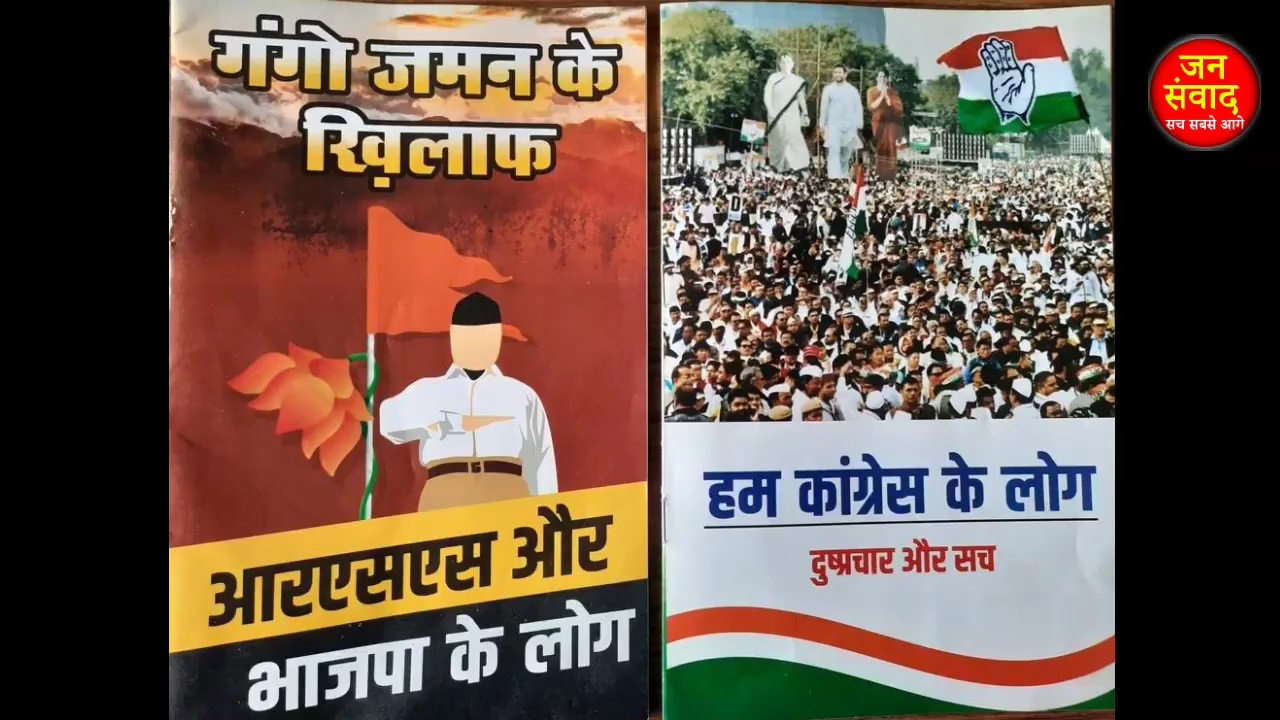 गंगो जमन के
ख़िलाफ
आरएसएस और
भाजपा के लोग
हम कांग्रेस के लोग
दुष्प्रचार और सच
जन
संवाद
सच सबसे आगे